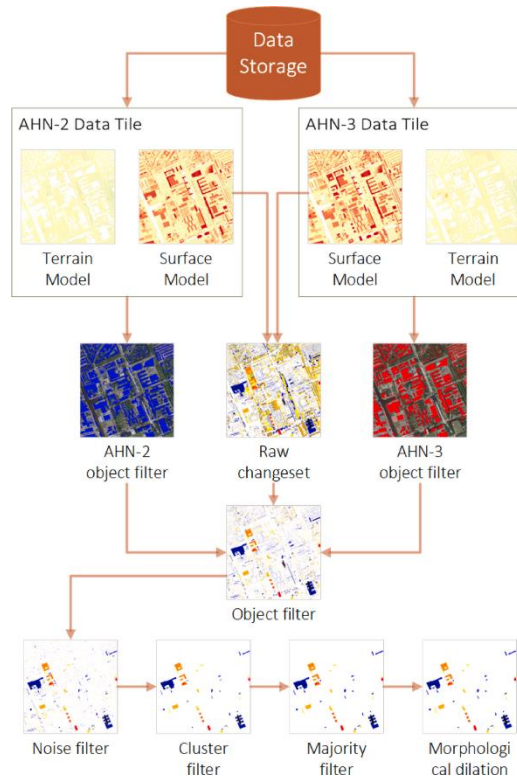 Data
Storage
AHN-2 Data Tile
Terrain
Model
Surface
Model
AHN-3 Data Tile
Surface
Model
Terrain
Model
AHN-2
object filter
Raw
changeset
AHN-3
object filter
Object filter
Noise filter
Cluster
filter
Majority
filter
Morphologi
cal dilation